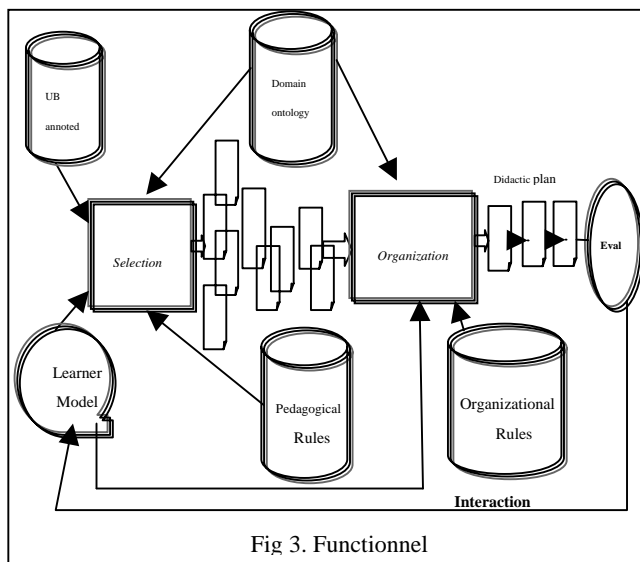 UB
annoted
Domain
ontology
Didactic plan
Selection
Organization
Eval
Learner
Model
Pedagogical
Rules
Organizational
Rules
Interaction
Fig 3. Functionnel